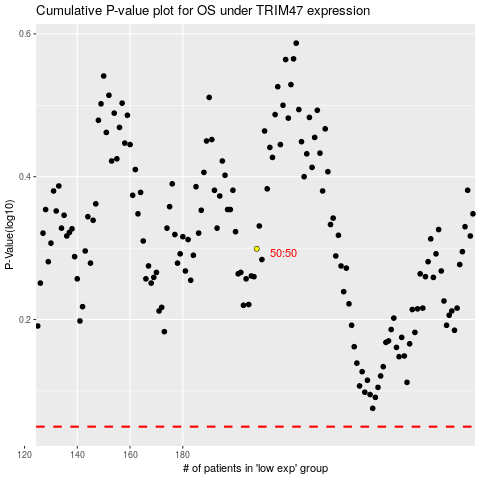 Cumulative P-value plot for OS under TRIM47 expression
P-Value(log10)
0.6
0.4
0.2
50:50
120
140
160
180
# of patients in 'low exp' group